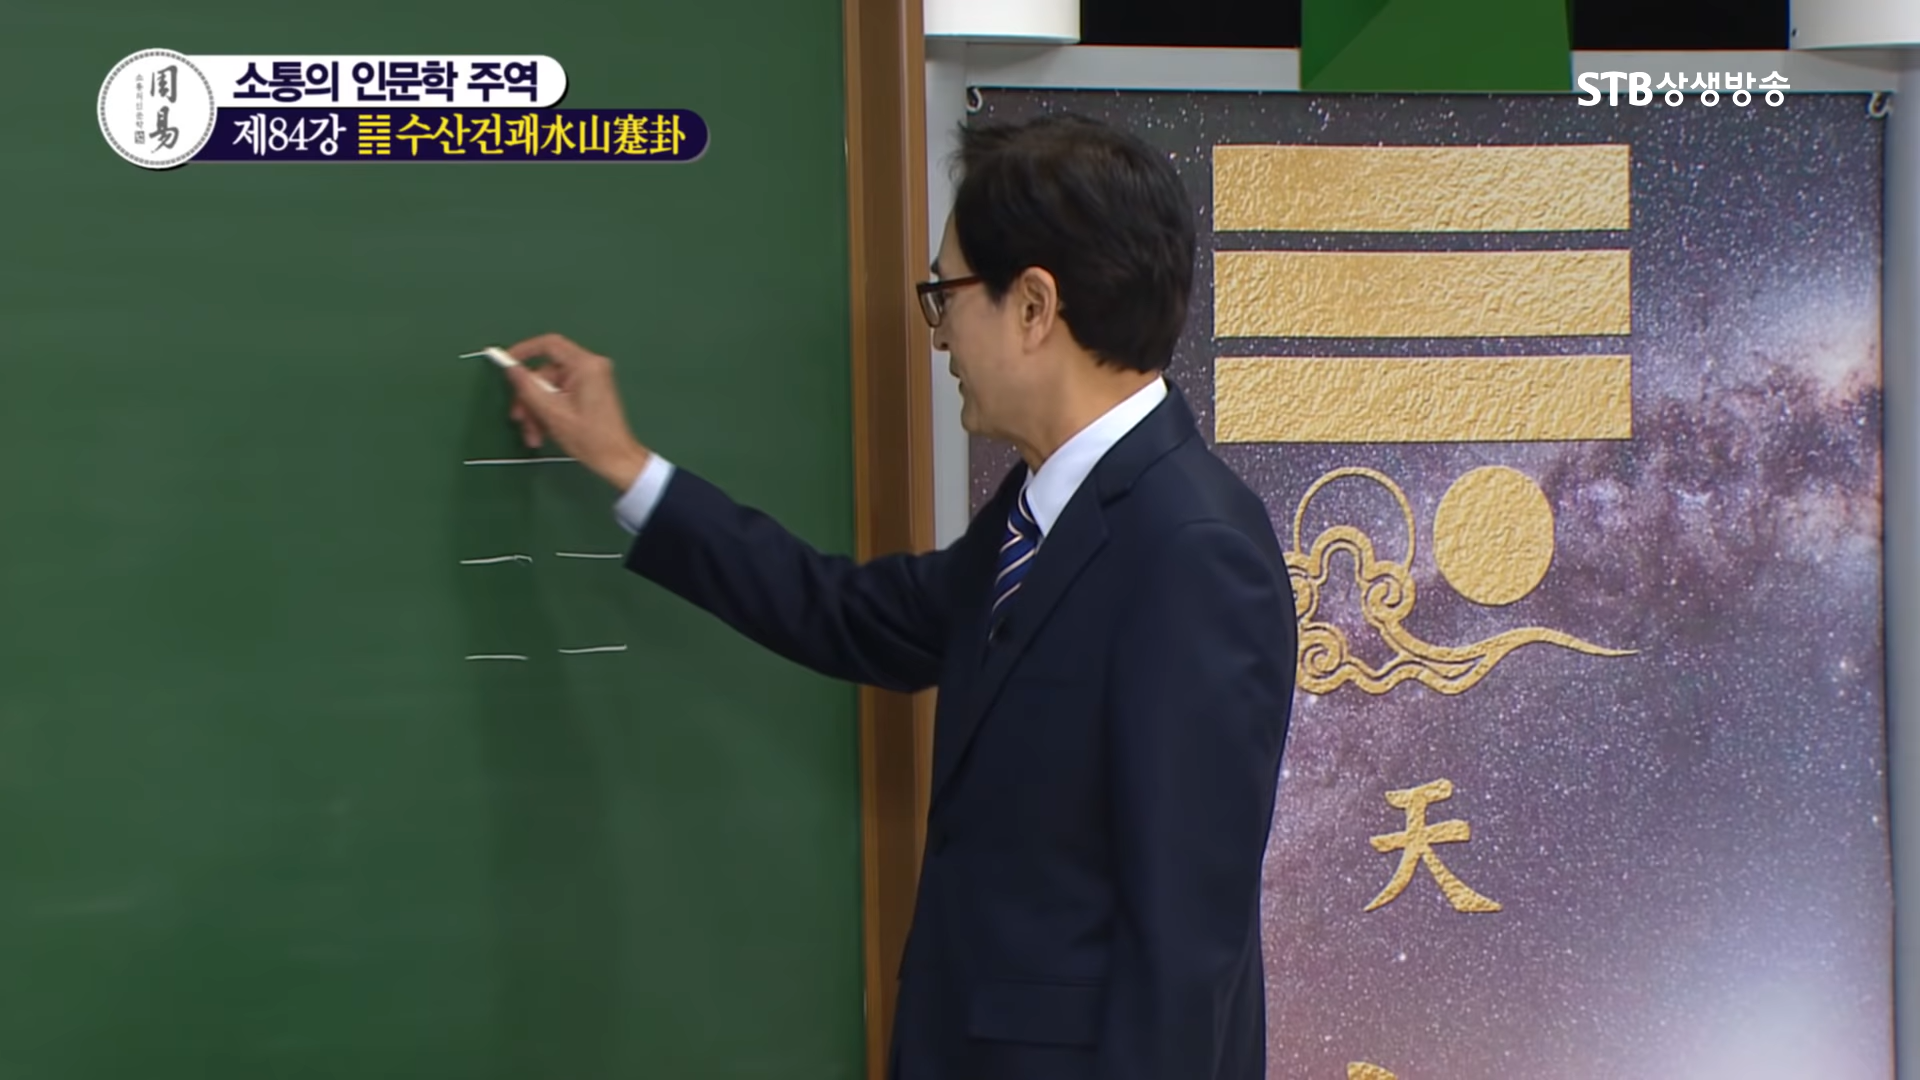 周易
소통의 인문학 주역
제84강 ䷦수산건괘水山蹇卦
STB상생방송
天